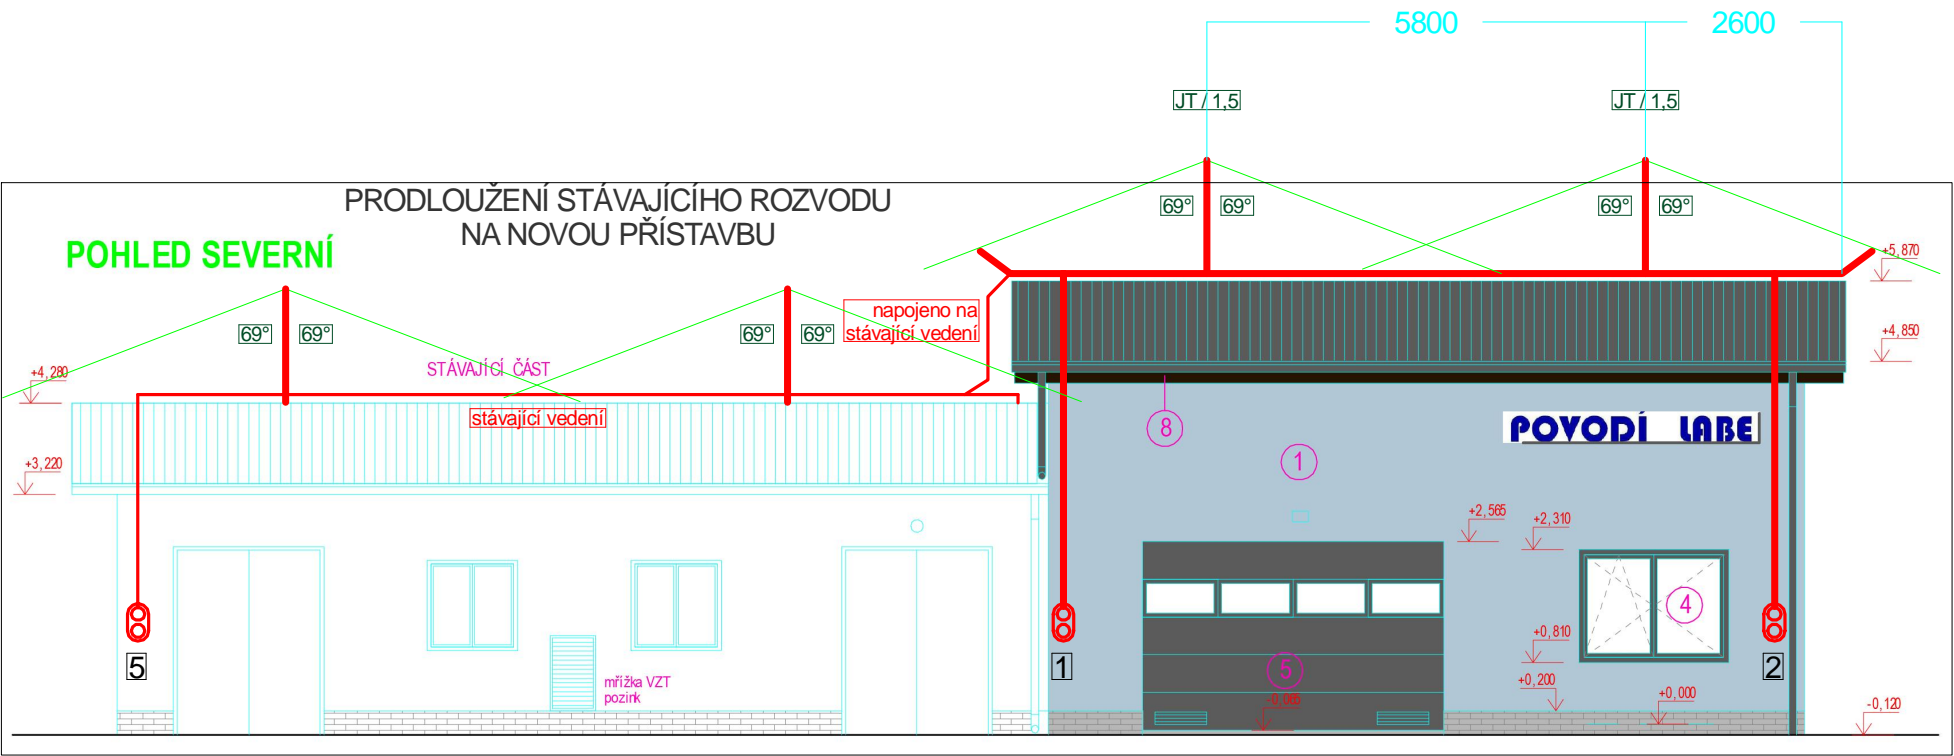 5800
2600
JT / 1,5
JT / 1,5
PRODLOUŽENÍ STÁVAJÍCÍHO ROZVODU
NA NOVOU PŘÍSTAVBU
69°
69°
69°
69°
POHLED SEVERNÍ
+5,870
napojeno na
stávající vedení
69°
69°
69°
69°
+4,850
STÁVAJÍCÍ ČÁST
+4,280
stávající vedení
8
POVODÍ LABE
+3,220
1
+2,565
+2,310
4
+0,810
5
1
5
2
mřížka VZT
pozink
+0,200
+0,000
-0,065
-0,120